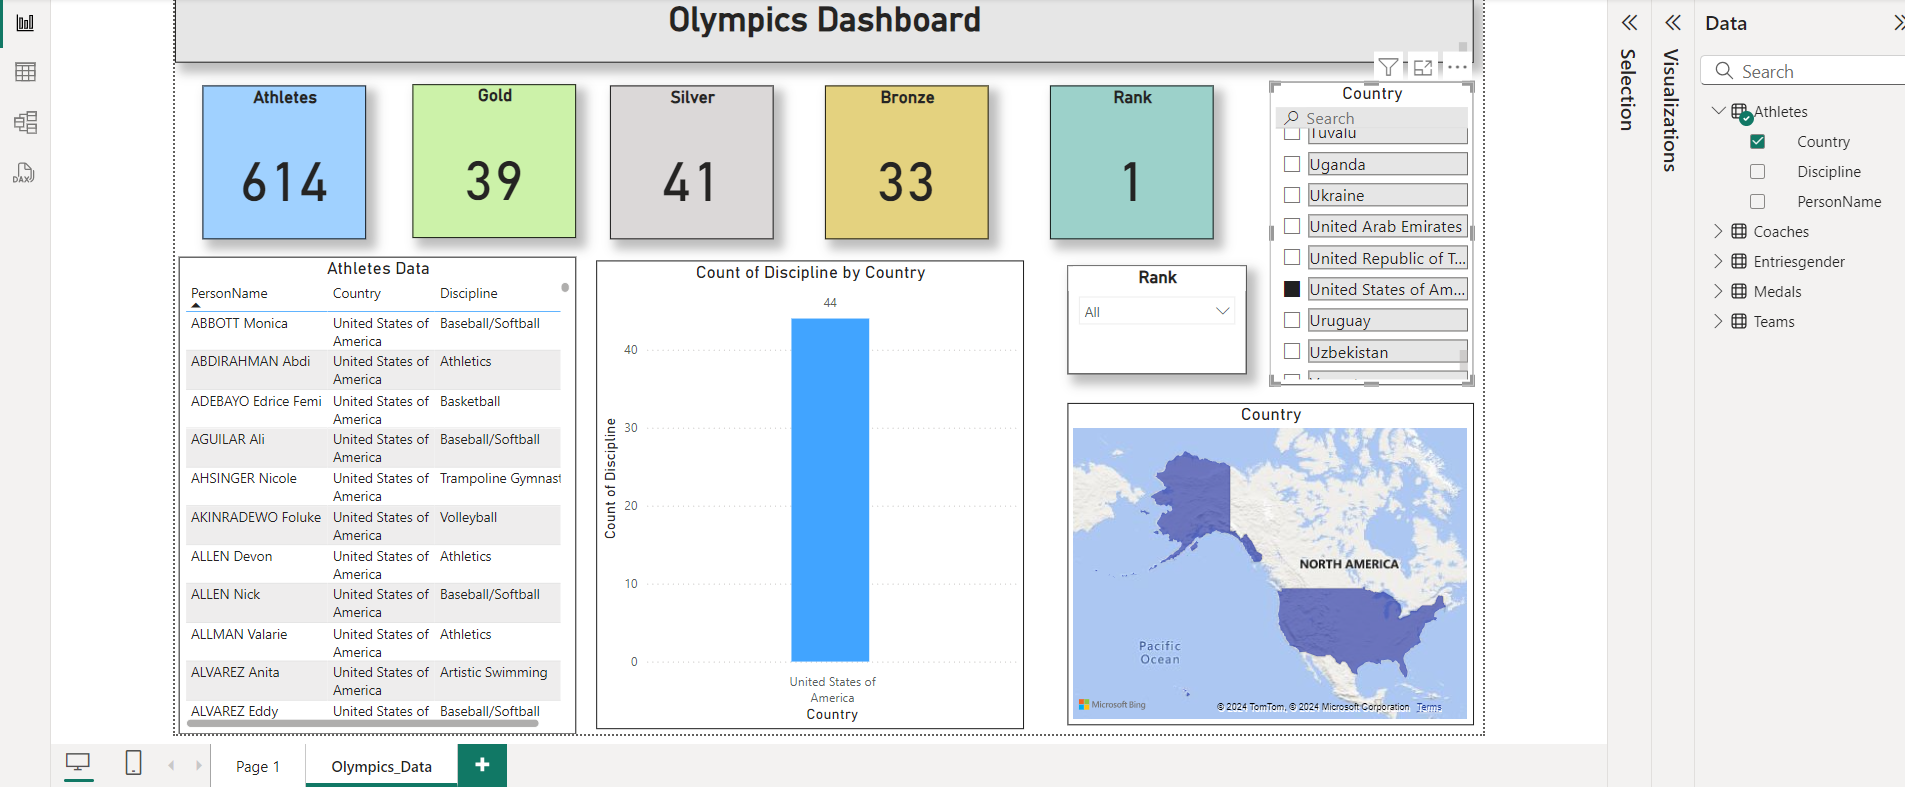 Olympics Dashboard
Athletes
614
Gold
39
Silver
41
Bronze
33
Rank
1
Country
Search
Tuvalu
Uganda
Ukraine
United Arab Emirates
United Republic of T...
United States of Am...
Uruguay
Uzbekistan
Athletes Data
PersonName Country Discipline
ABBOTT Monica United States of America Baseball/Softball
ABDIRAHMAN Abdi United States of America Athletics
ADEBAYO Edrice Femi United States of America Basketball
AGUILAR Ali United States of America Baseball/Softball
AHSINGER Nicole United States of America Trampoline Gymnast
AKINRADEWO Foluke United States of America Volleyball
ALLEN Devon United States of America Athletics
ALLEN Nick United States of America Baseball/Softball
ALLMAN Valarie United States of America Athletics
ALVAREZ Anita United States of America Artistic Swimming
ALVAREZ Eddy United States of Baseball/Softball
Count of Discipline by Country
44
Count of Discipline
40
30
20
10
0
United States of
America
Country
Rank
All
Country
NORTH AMERICA
Pacific
Ocean
Microsoft Bing
© 2024 TomTom, © 2024 Microsoft Corporation Terms
Selection
Visualizations
Data
Search
Athletes
Country
Discipline
PersonName
Coaches
Entriesgender
Medals
Teams
DAX
Page 1
Olympics_Data